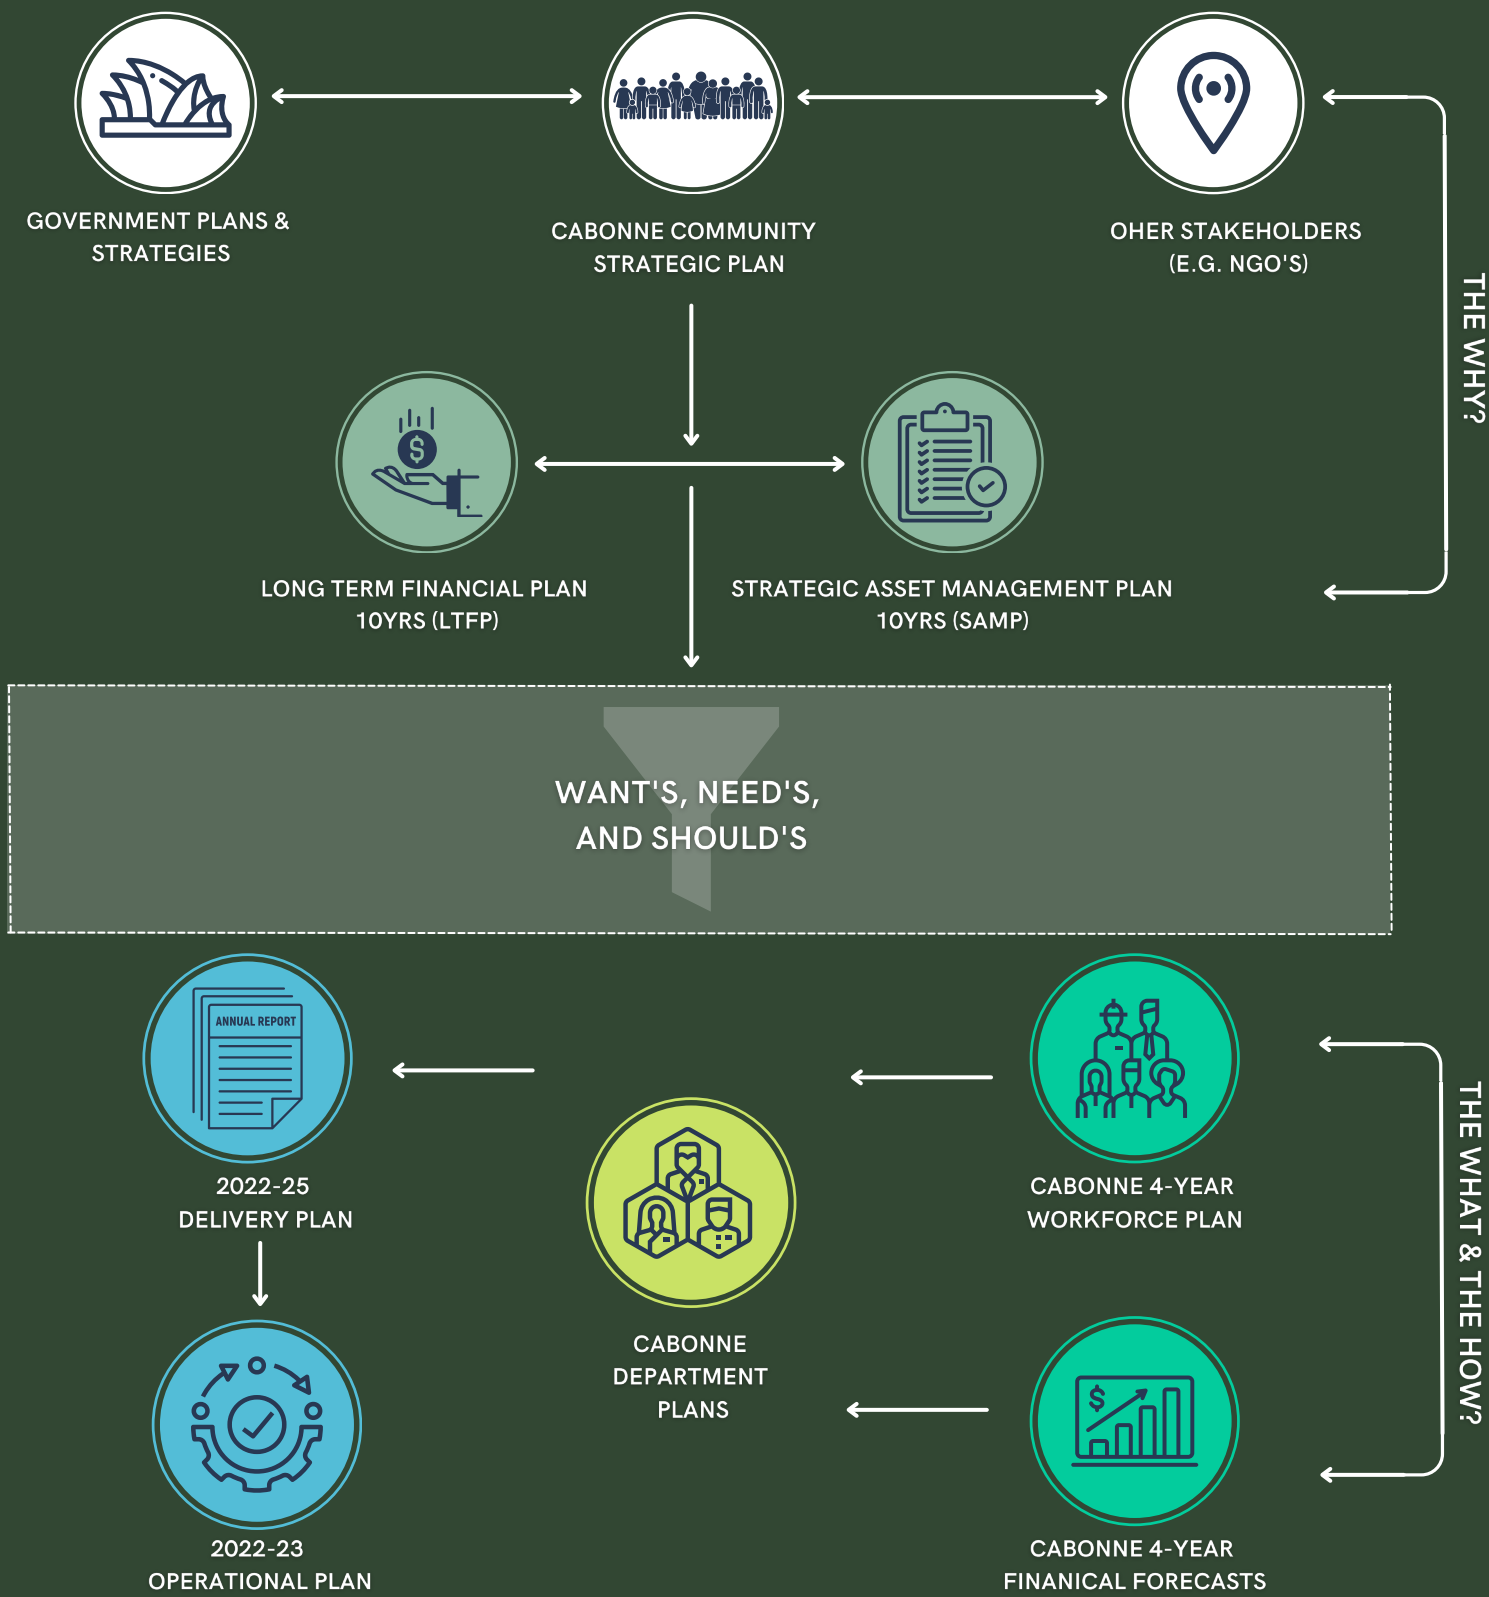 GOVERNMENT PLANS &
STRATEGIES
CABONNE COMMUNITY
STRATEGIC PLAN
OHER STAKEHOLDERS
(E.G. NGO'S)
THE WHY?
$
LONG TERM FINANCIAL PLAN
10YRS (LTFP)
STRATEGIC ASSET MANAGEMENT PLAN
10YRS (SAMP)
WANT'S, NEED'S,
AND SHOULD'S
ANNUAL REPORT
2022-25
DELIVERY PLAN
CABONNE
DEPARTMENT
PLANS
CABONNE 4-YEAR
WORKFORCE PLAN
THE WHAT & THE HOW?
2022-23
OPERATIONAL PLAN
$
CABONNE 4-YEAR
FINANICAL FORECASTS